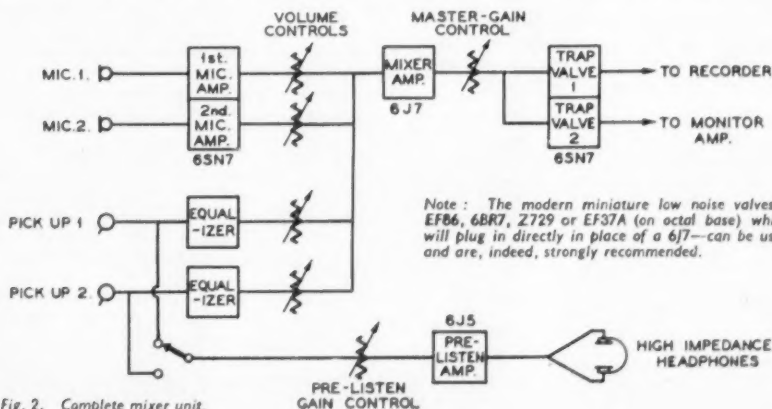 VOLUME
CONTROLS
MASTER-GAIN
CONTROL
MIC. 1.
1st.
MIC.
AMP.
MIXER
AMP.
6J7
TRAP
VALVE
1
TO RECORDER
MIC. 2.
2nd.
MIC.
AMP.
6SN7
TRAP
VALVE
2
6SN7
TO MONITOR
AMP.
PICK UP 1
EQUAL
-IZER
Note : The modern miniature low noise valves
EF86, 6BR7, Z729 or EF37A (on octal base) whi
will plug in directly in place of a 6J7—can be us
and are, indeed, strongly recommended.
PICK UP 2.
EQUAL
-IZER
6J5
PRE-
LISTEN
AMP.
HIGH IMPEDANCE
HEADPHONES
PRE-LISTEN
GAIN CONTROL
Fig. 2. Complete mixer unit.